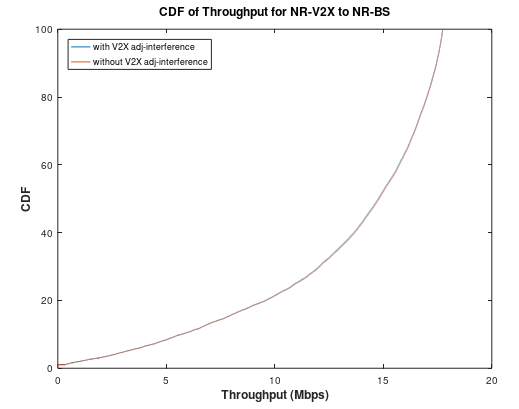 CDF of Throughput for NR-V2X to NR-BS
100
with V2X adj-interference
without V2X adj-interference
80
60
CDF
40
20
0
0 5 10 15 20
Throughput (Mbps)